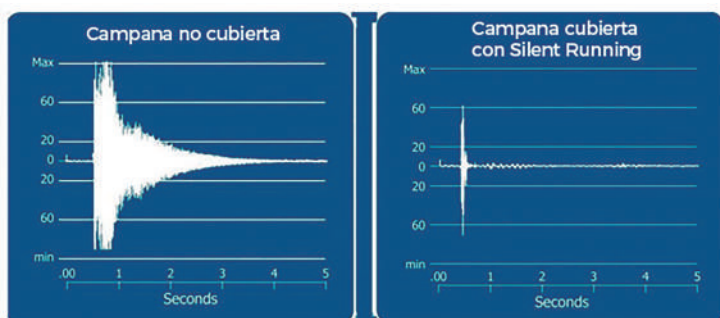 Campana no cubierta
Max
60
20
0
20
60
min
.00 1 2 3 4 5
Seconds
Campana cubierta
con Silent Running
Max
60
20
0
20
60
min
.00 1 2 3 4 5
Seconds